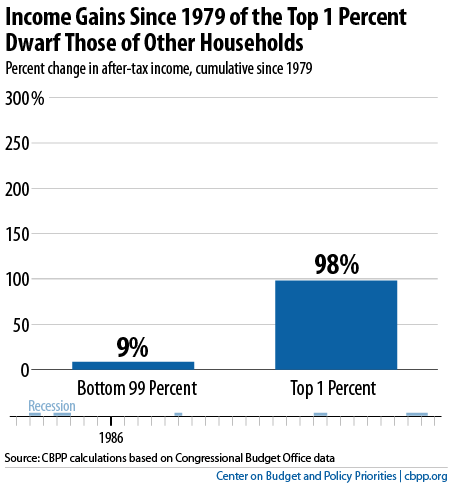 Income Gains Since 1979 of the Top 1 Percent
Dwarf Those of Other Households
Percent change in after-tax income, cumulative since 1979
300%
250
200
150
100
50
0
9%
98%
Bottom 99 Percent
Top 1 Percent
Recession
1986
Source: CBPP calculations based on Congressional Budget Office data
Center on Budget and Policy Priorities | cbpp.org